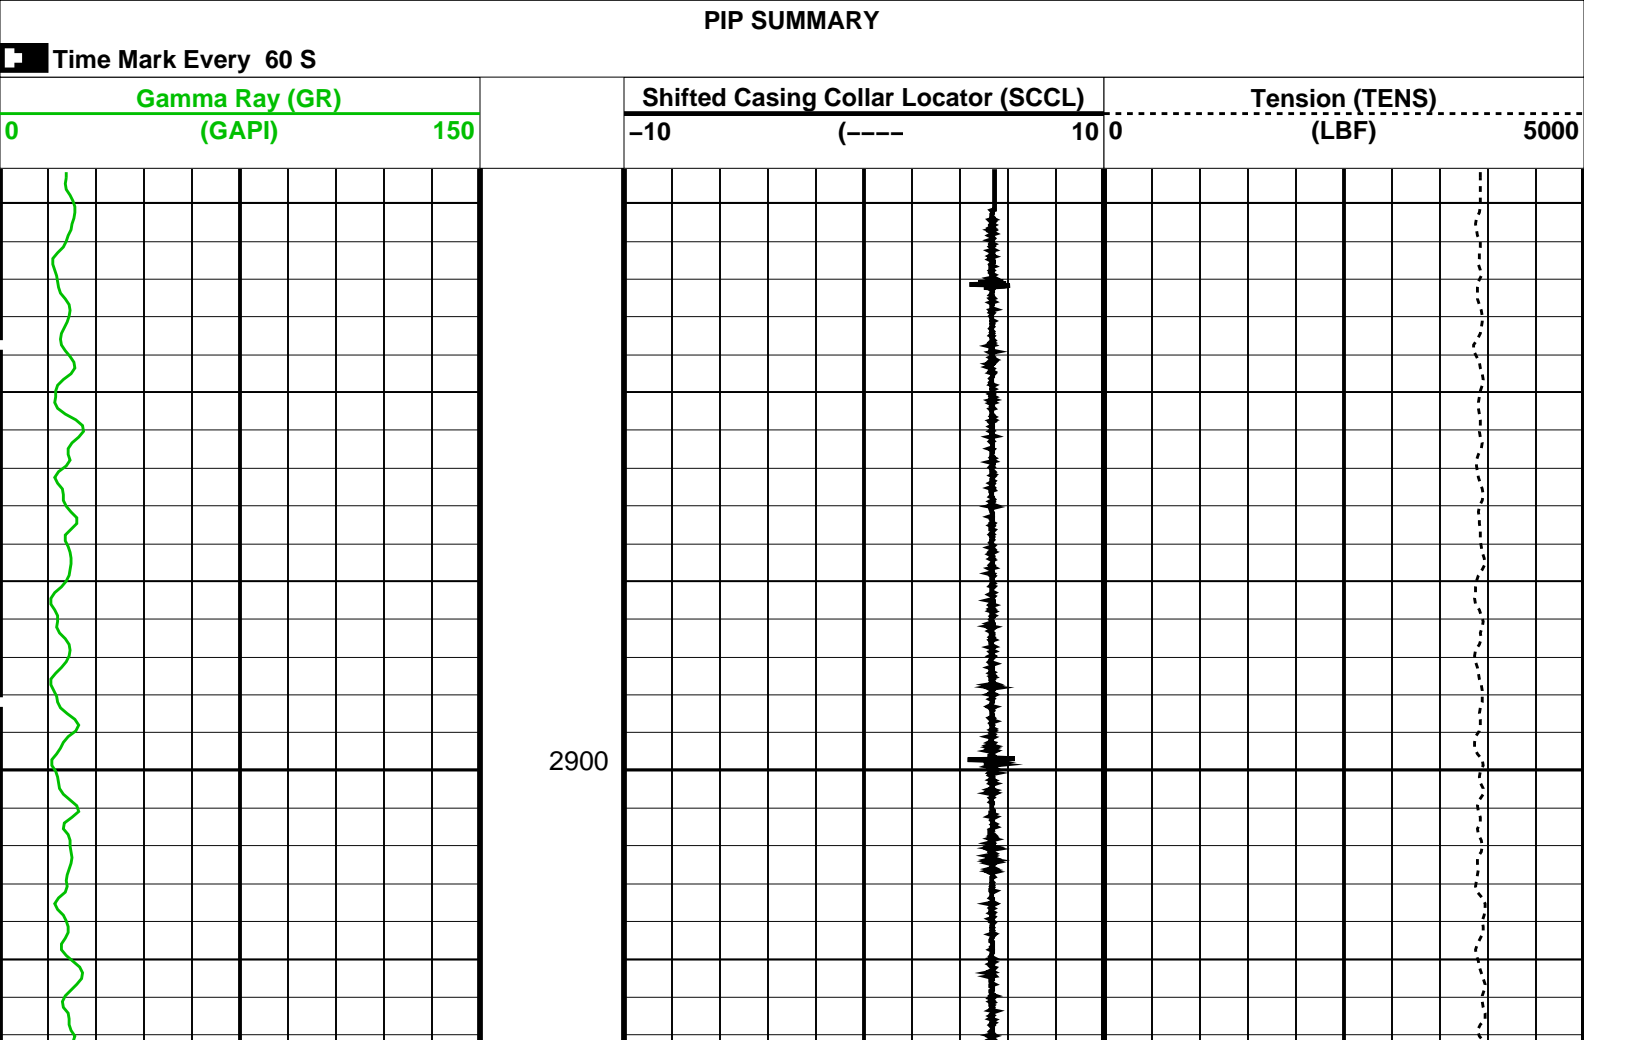 PIP SUMMARY
Time Mark Every 60 S
Gamma Ray (GR)
0 (GAPI) 150
Shifted Casing Collar Locator (SCCL)
−10 (−−−− 10
Tension (TENS)
0 (LBF) 5000
2900